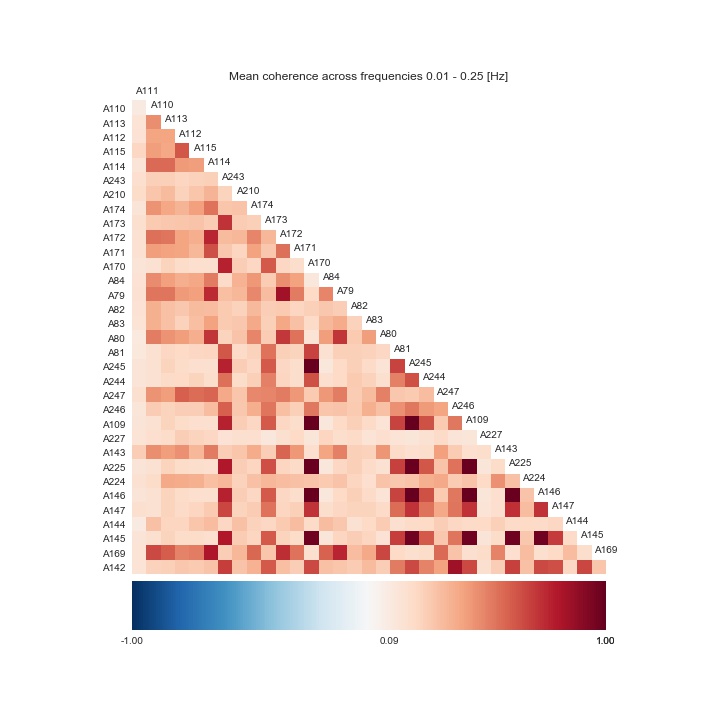 Mean coherence across frequencies 0.01 - 0.25 [Hz]
A111
A110 A110
A113 A113
A112 A112
A115 A115
A114 A114
A243 A243
A210 A210
A174 A174
A173 A173
A172 A172
A171 A171
A170 A170
A84 A84
A79 A79
A82 A82
A83 A83
A80 A80
A81 A81
A245 A245
A244 A244
A247 A247
A246 A246
A109 A109
A227 A227
A143 A143
A225 A225
A224 A224
A146 A146
A147 A147
A144 A144
A145 A145
A169 A169
A142
-1.00 0.09 1.00